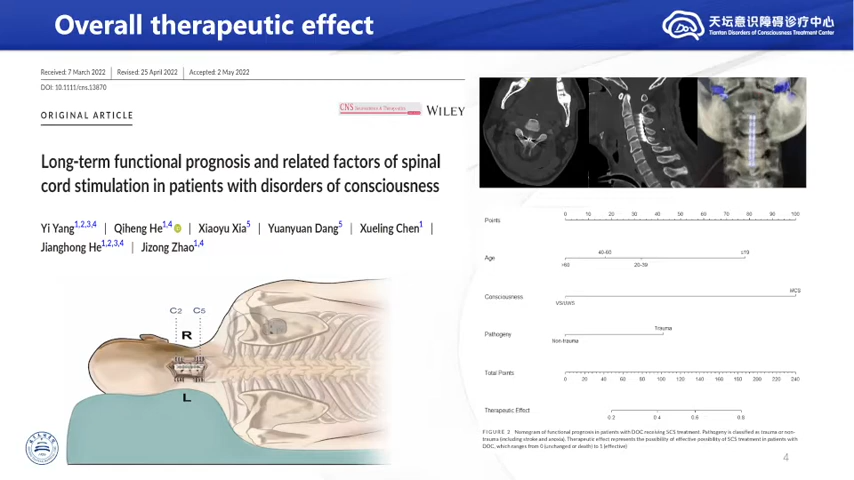 Overall therapeutic effect
天坛意识障碍诊疗中心
Tiantan Disorders of Consciousness Treatment Center
Received: 7 March 2022 | Revised: 25 April 2022 | Accepted: 2 May 2022
DOI: 10.1111/cns.13870
ORIGINAL ARTICLE
CNS Neuroscience & Therapeutics WILEY
Long-term functional prognosis and related factors of spinal
cord stimulation in patients with disorders of consciousness
Yi Yang1,2,3,4 | Qiheng He1,4 | Xiaoyu Xia5 | Yuanyuan Dang5 | Xueling Chen1 |
Jianghong He1,2,3,4 | Jizong Zhao1,4
C2 C5
R
L
Points 0 10 20 30 40 50 60 70 80 90 100
Age >60 40-60 20-39
Consciousness VS/UWS MCS
Pathogeny Non-trauma Trauma
Total Points 0 20 40 60 80 100 120 140 160 180 200 220 240
Therapeutic Effect 0.2 0.4 0.6 0.8
FIGURE 2 Nomogram of functional prognosis in patients with DOC receiving SCS treatment. Pathogeny is classified as trauma or non-
trauma (including stroke and anoxia). Therapeutic effect represents the possibility of effective possibility of SCS treatment in patients with
DOC, which ranges from 0 (unchanged or death) to 1 (effective)
4